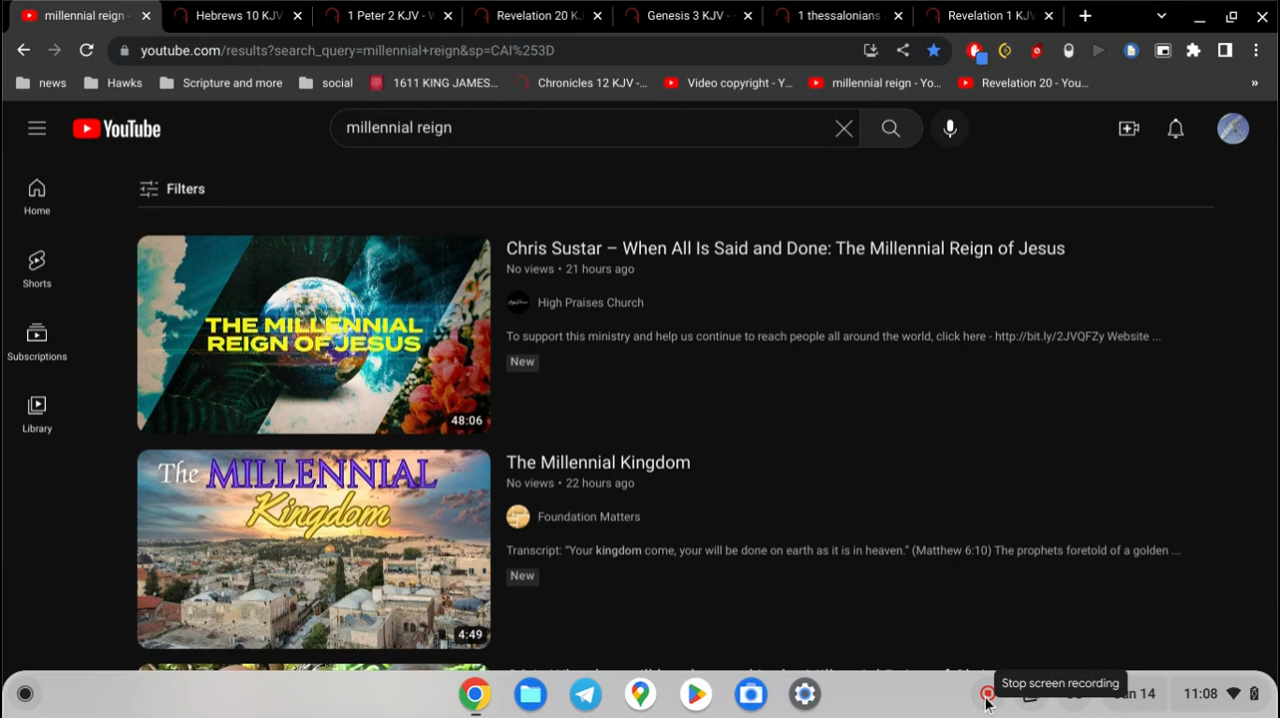 millennial reign -
Hebrews 10 KJV
1 Peter 2 KJV -
Revelation 20 KJ
Genesis 3 KJV -
1 thessalonians
Revelation 1 KJV
youtube.com/results?search_query=millennial+reign&sp=CAI%253D
news
Hawks
Scripture and more
social
1611 KING JAMES...
Chronicles 12 KJV -...
Video copyright - Y...
millennial reign - Yo...
Revelation 20 - You...
»
YouTube
millennial reign
Home
Shorts
Subscriptions
Library
Filters
THE MILLENNIAL
REIGN OF JESUS
48:06
Chris Sustar – When All Is Said and Done: The Millennial Reign of Jesus
No views • 21 hours ago
High Praises Church
To support this ministry and help us continue to reach people all around the world, click here - http://bit.ly/2JVQFZy Website ...
New
The MILLENNIAL
Kingdom
4:49
The Millennial Kingdom
No views • 22 hours ago
Foundation Matters
Transcript: “Your kingdom come, your will be done on earth as it is in heaven.” (Matthew 6:10) The prophets foretold of a golden ...
New
Stop screen recording
14
11:08